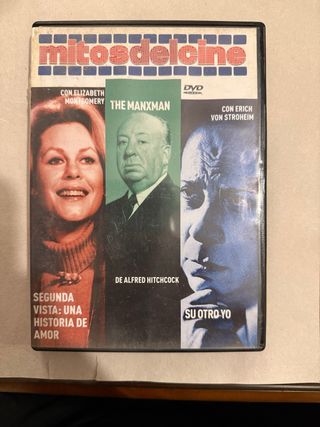 mitosdelcine
CON ELIZABETH
MONTGOMERY
THE MANXMAN
DVD
CON ERICH
VON STROHEIM
DE ALFRED HITCHCOCK
SEGUNDA
VISTA: UNA
HISTORIA DE
AMOR
SU OTRO YO